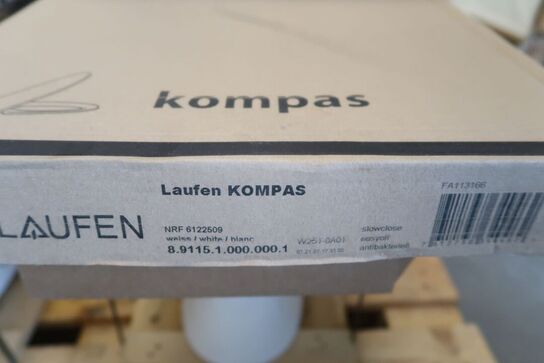 kompas
Laufen KOMPAS
FA113166
LAUFEN
NRF 6122509
weiss / white / blanc
8.9115.1.000.000.1
W251-0A01
slowclose
easyoff
antibakteriell